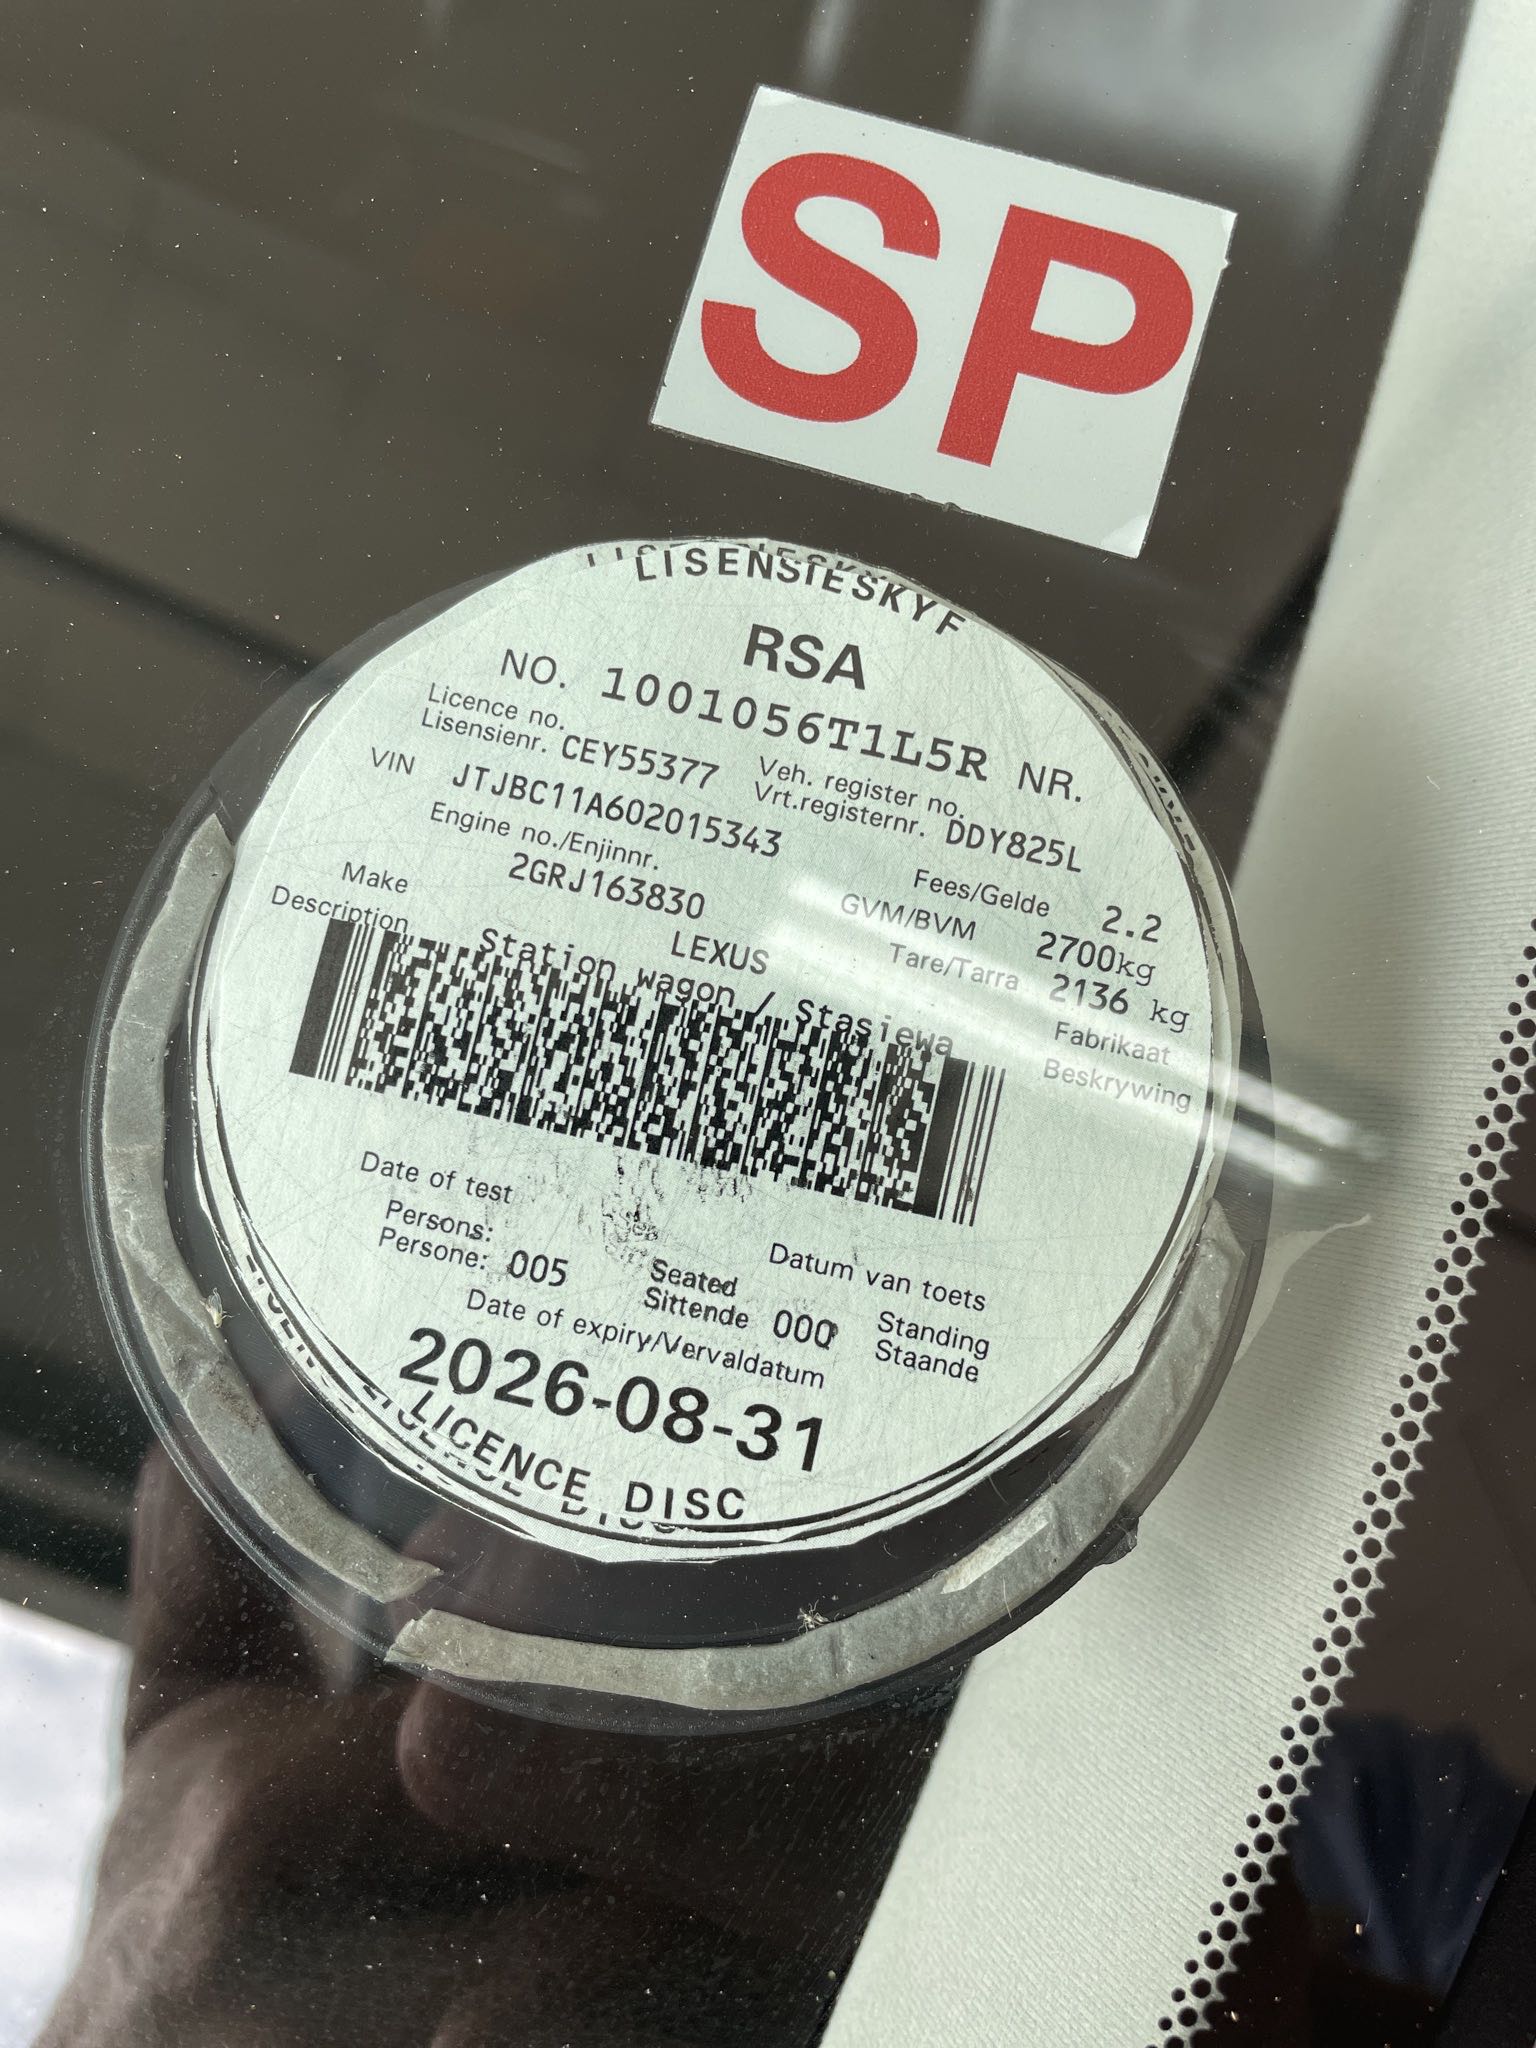 SP
LISENSIESKYF
RSA
NO. 1001056T1L5R NR.
Licence no.
Lisensienr. CEY55377
Veh. register no.
Vrt.registernr. DDY825L
VIN JTJBC11A602015343
Engine no./Enjinnr.
2GRJ163830
Fees/Gelde 2.2
GVM/BVM 2700kg
Tare/Tarra 2136 kg
Make LEXUS Fabrikaat
Description Station wagon / Stasiewa Beskrywing
Date of test Datum van toets
Persons:
Persone: 005
Seated
Sittende 000
Standing
Staande
Date of expiry/Vervaldatum
2026-08-31
LICENCE DISC